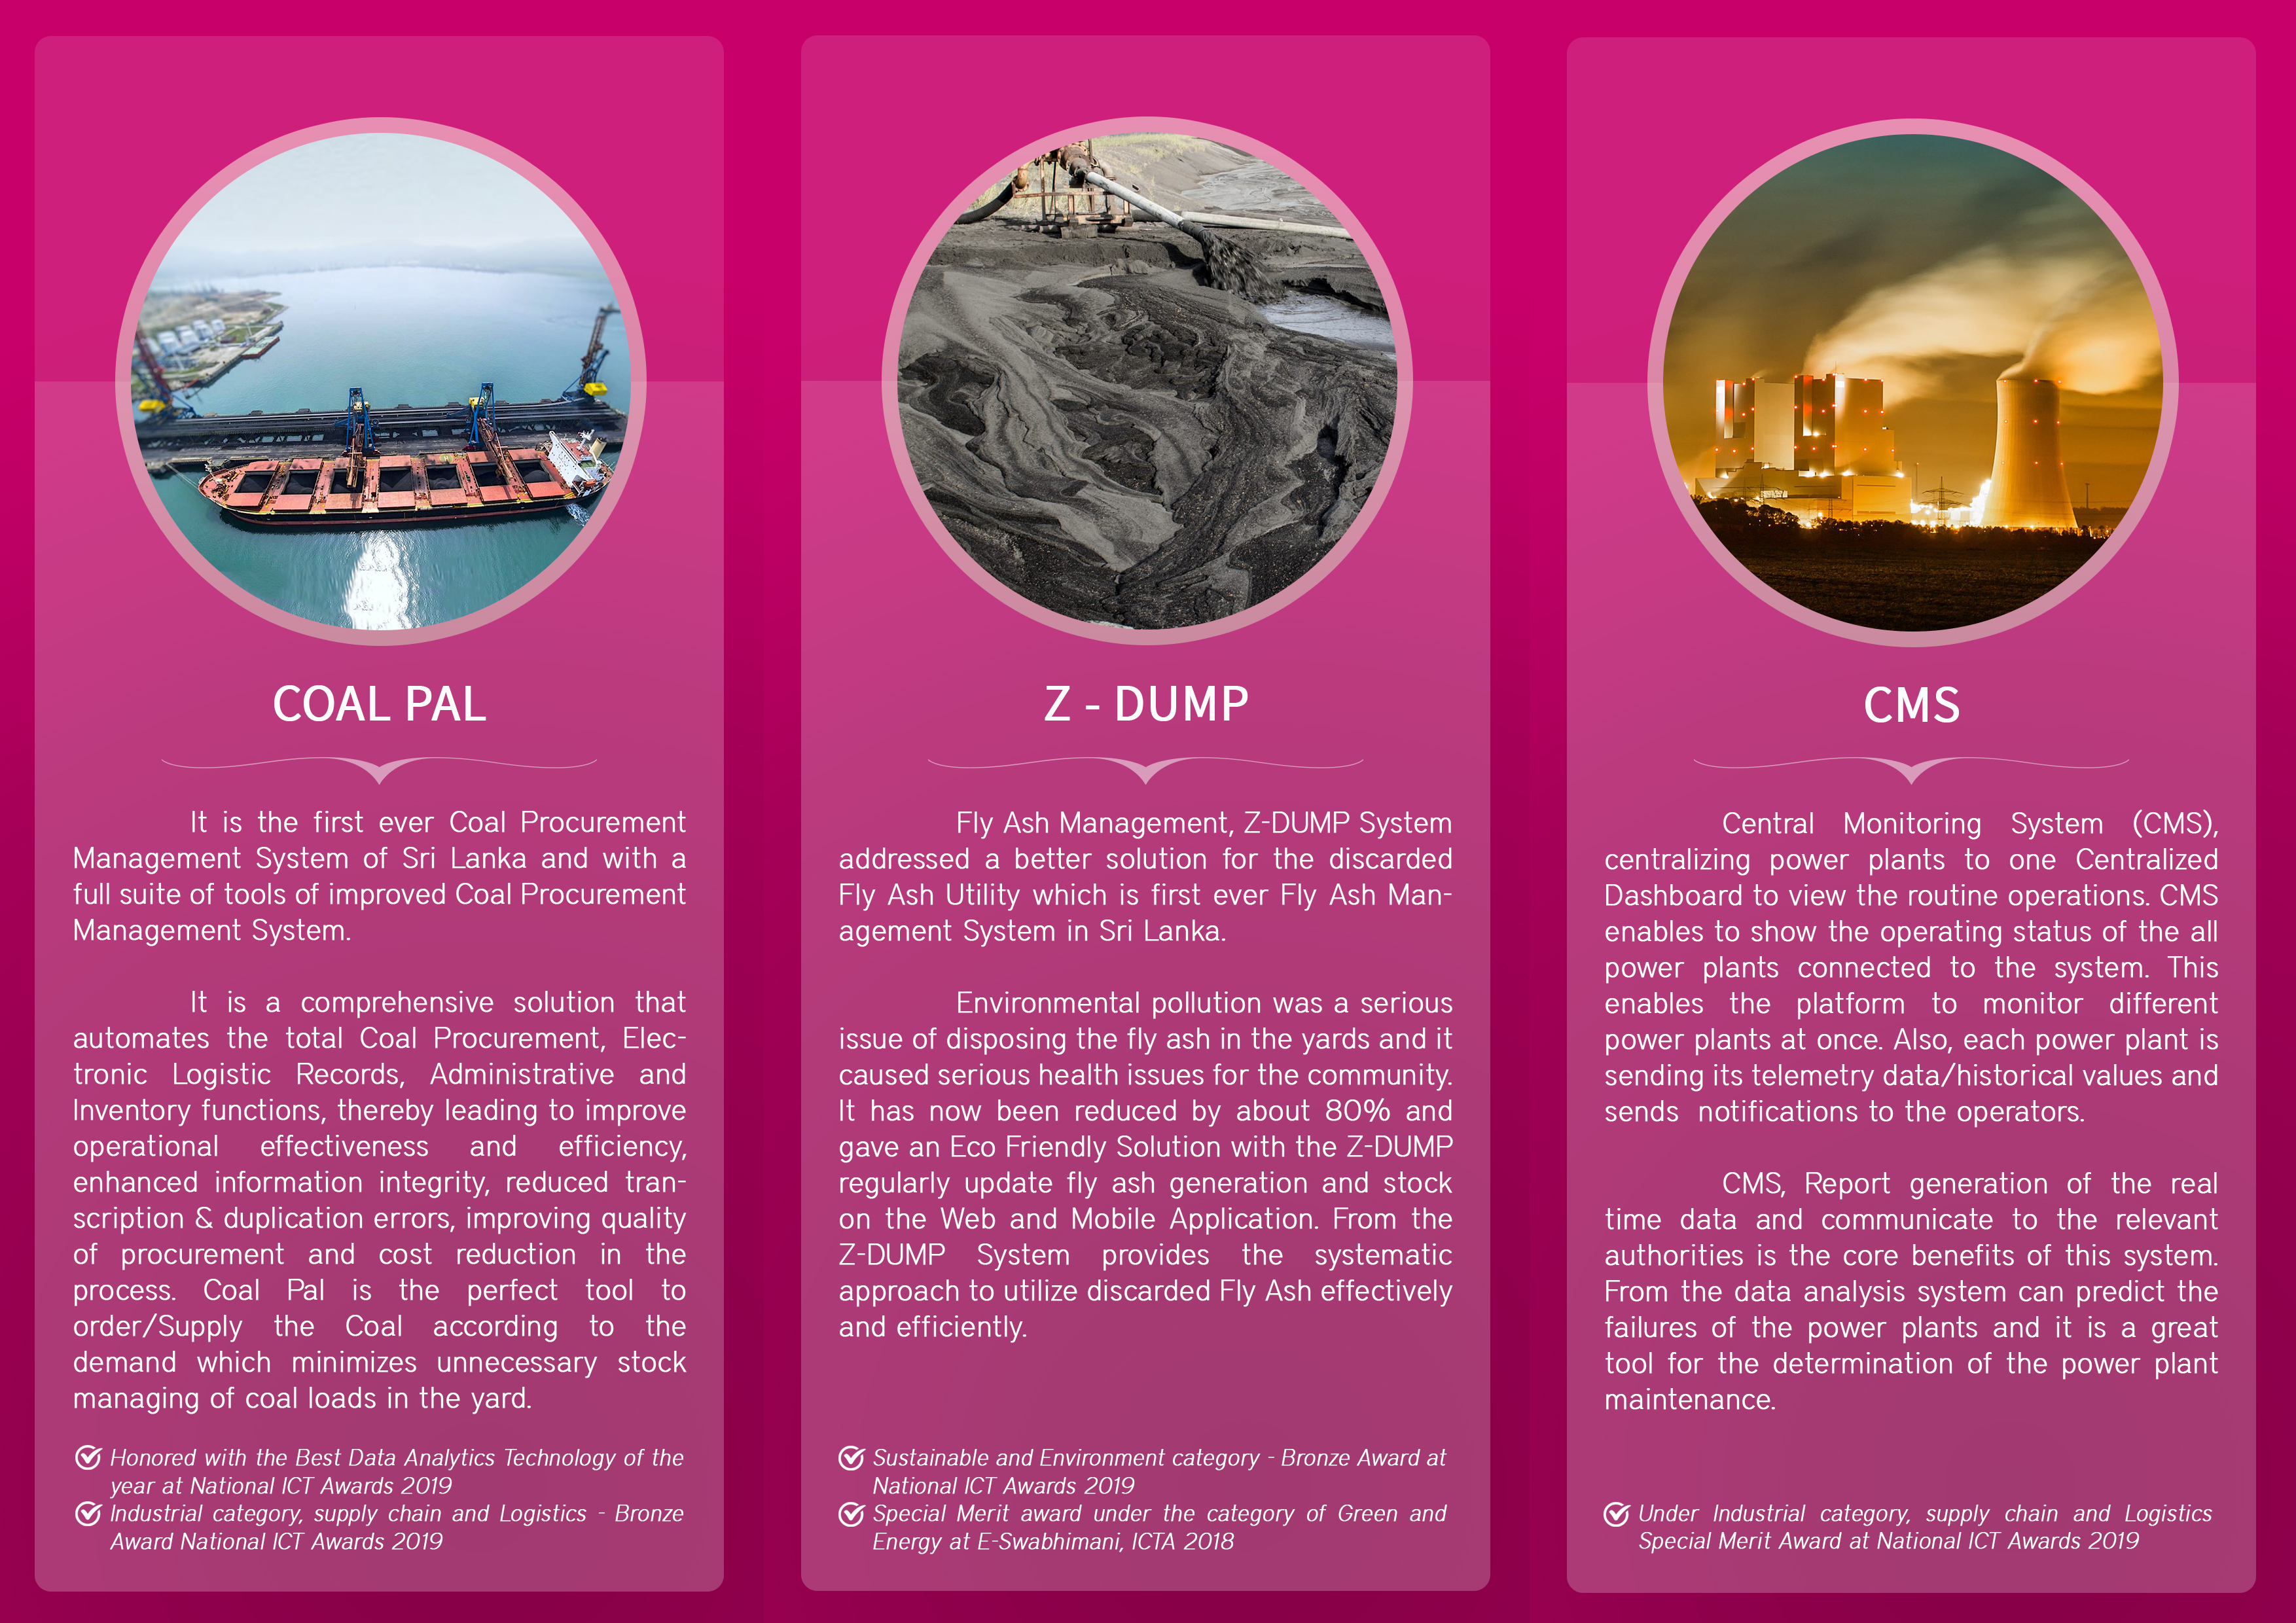 COAL PAL
It is the first ever Coal Procurement
Management System of Sri Lanka and with a
full suite of tools of improved Coal Procurement
Management System.
It is a comprehensive solution that
automates the total Coal Procurement, Elec-
tronic Logistic Records, Administrative and
Inventory functions, thereby leading to improve
operational effectiveness and efficiency,
enhanced information integrity, reduced tran-
scription & duplication errors, improving quality
of procurement and cost reduction in the
process. Coal Pal is the perfect tool to
order/Supply the Coal according to the
demand which minimizes unnecessary stock
managing of coal loads in the yard.
Honored with the Best Data Analytics Technology of the
year at National ICT Awards 2019
Industrial category, supply chain and Logistics - Bronze
Award National ICT Awards 2019
Z - DUMP
Fly Ash Management, Z-DUMP System
addressed a better solution for the discarded
Fly Ash Utility which is first ever Fly Ash Man-
agement System in Sri Lanka.
Environmental pollution was a serious
issue of disposing the fly ash in the yards and it
caused serious health issues for the community.
It has now been reduced by about 80% and
gave an Eco Friendly Solution with the Z-DUMP
regularly update fly ash generation and stock
on the Web and Mobile Application. From the
Z-DUMP System provides the systematic
approach to utilize discarded Fly Ash effectively
and efficiently.
Sustainable and Environment category - Bronze Award at
National ICT Awards 2019
Special Merit award under the category of Green and
Energy at E-Swabhimani, ICTA 2018
CMS
Central Monitoring System (CMS),
centralizing power plants to one Centralized
Dashboard to view the routine operations. CMS
enables to show the operating status of the all
power plants connected to the system. This
enables the platform to monitor different
power plants at once. Also, each power plant is
sending its telemetry data/historical values and
sends notifications to the operators.
CMS, Report generation of the real
time data and communicate to the relevant
authorities is the core benefits of this system.
From the data analysis system can predict the
failures of the power plants and it is a great
tool for the determination of the power plant
maintenance.
Under Industrial category, supply chain and Logistics
Special Merit Award at National ICT Awards 2019